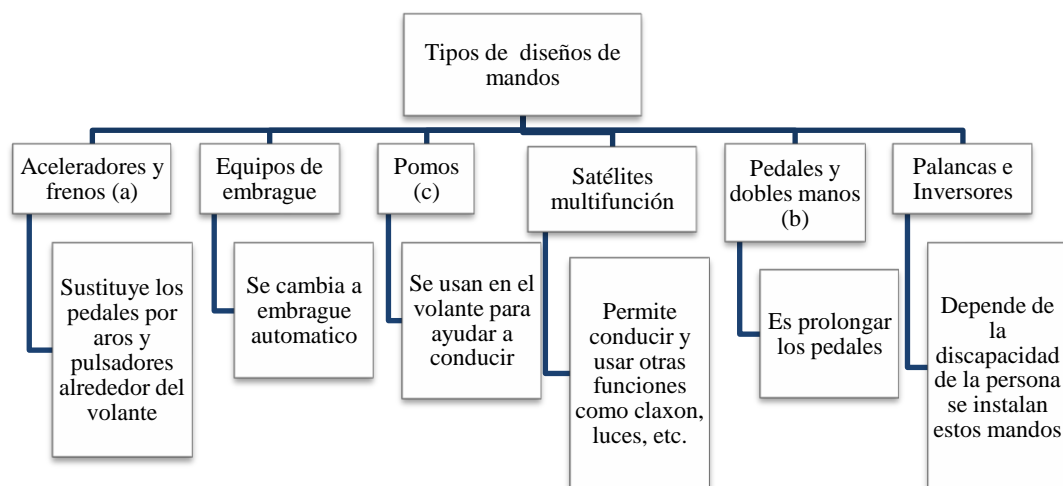 Tipos de diseños de
mandos
Aceleradores y
frenos (a)
Sustituye los
pedales por
aros y
pulsadores
alrededor del
volante
Equipos de
embrague
Se cambia a
embrague
automatico
Pomos
(c)
Se usan en el
volante para
ayudar a
conducir
Satélites
multifunción
Permite
conducir y
usar otras
funciones
como claxon,
luces, etc.
Pedales y
dobles manos
(b)
Es prolongar
los pedales
Palancas e
Inversores
Depende de
la
discapacidad
de la persona
se instalan
estos mandos